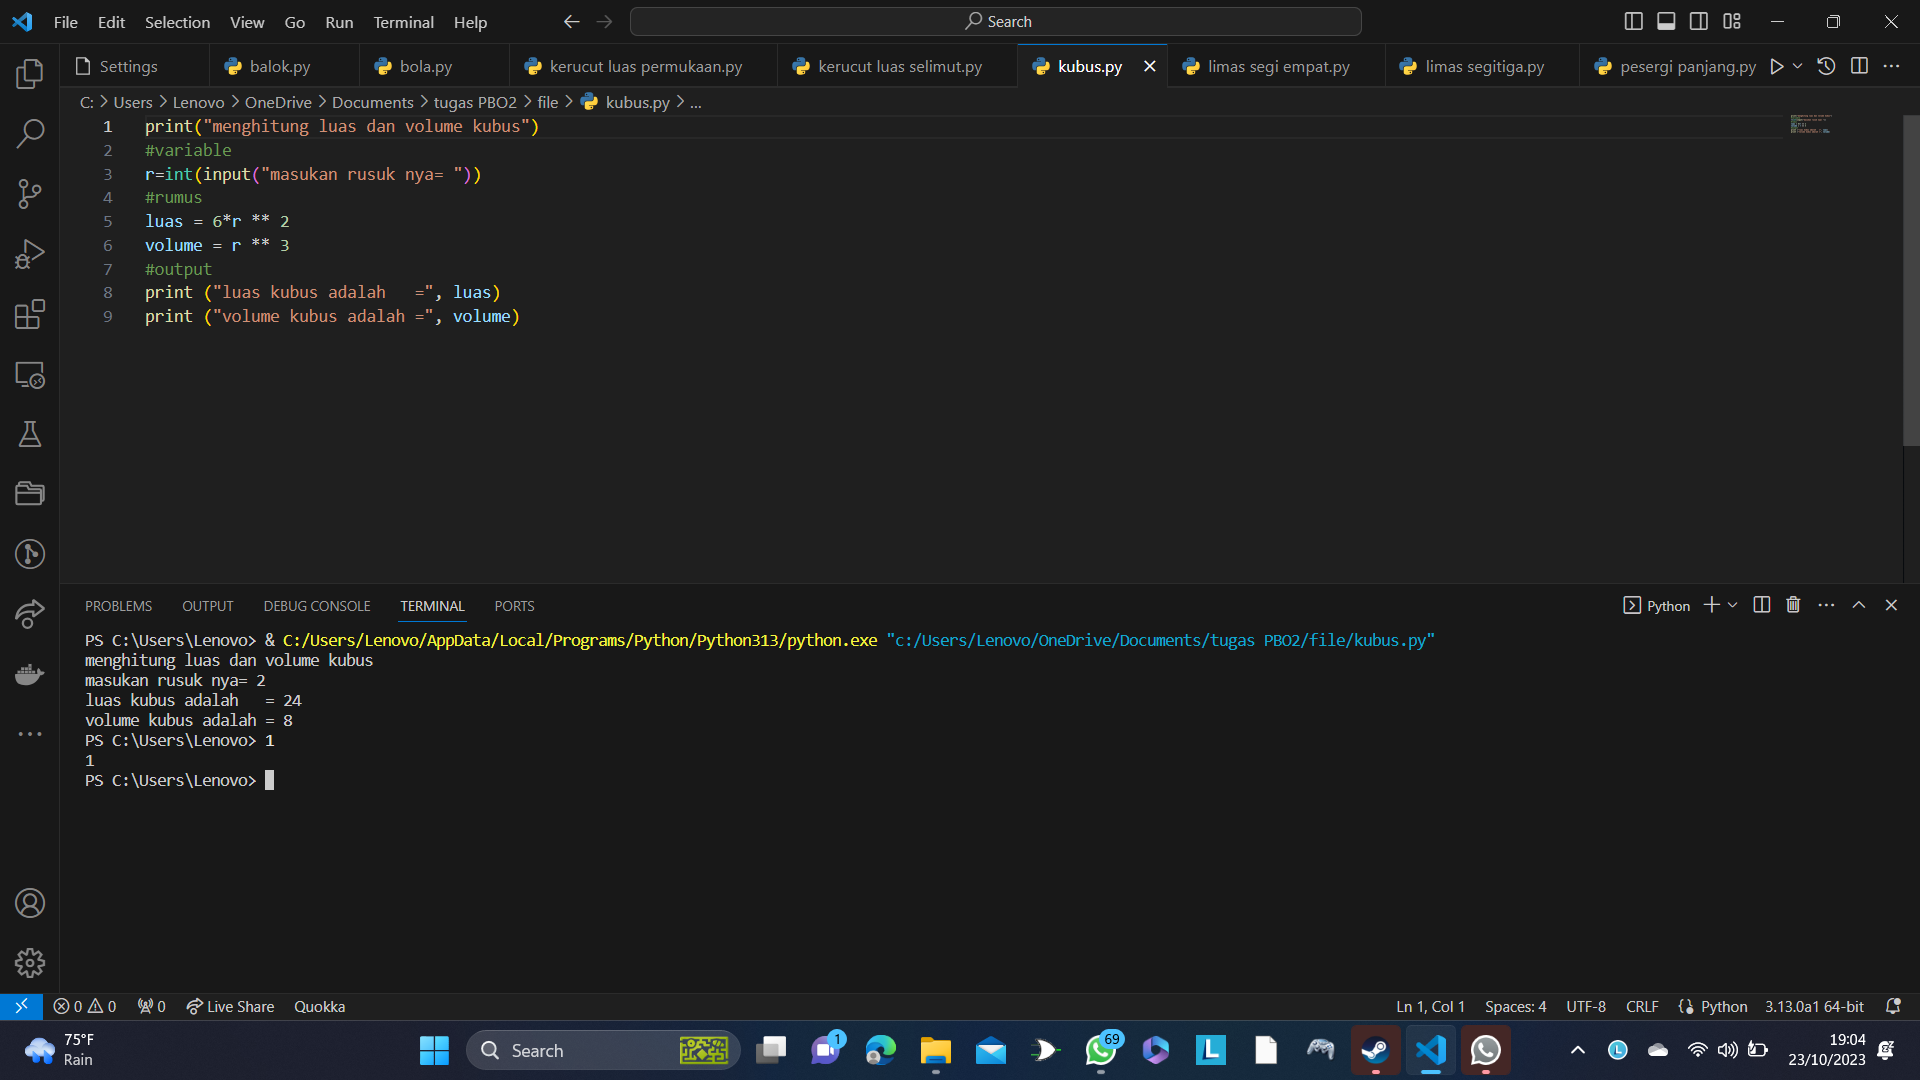 File Edit Selection View Go Run Terminal Help Search
Settings balok.py bola.py kerucut luas permukaan.py kerucut luas selimut.py kubus.py limas segi empat.py limas segitiga.py pesergi panjang.py
C: > Users > Lenovo > OneDrive > Documents > tugas PBO2 > file > kubus.py > ...
1 print("menghitung luas dan volume kubus")
2 #variable
3 r=int(input("masukan rusuk nya= "))
4 #rumus
5 luas = 6*r ** 2
6 volume = r ** 3
7 #output
8 print ("luas kubus adalah   =", luas)
9 print ("volume kubus adalah =", volume)
PROBLEMS OUTPUT DEBUG CONSOLE TERMINAL PORTS Python
PS C:\Users\Lenovo> & C:/Users/Lenovo/AppData/Local/Programs/Python/Python313/python.exe "c:/Users/Lenovo/OneDrive/Documents/tugas PBO2/file/kubus.py"
menghitung luas dan volume kubus
masukan rusuk nya= 2
luas kubus adalah   = 24
volume kubus adalah = 8
PS C:\Users\Lenovo> 1
1
PS C:\Users\Lenovo>
0 0 0 Live Share Quokka Ln 1, Col 1 Spaces: 4 UTF-8 CRLF Python 3.13.0a1 64-bit
75°F
Rain
Search
1
69
L
L
19:04
23/10/2023